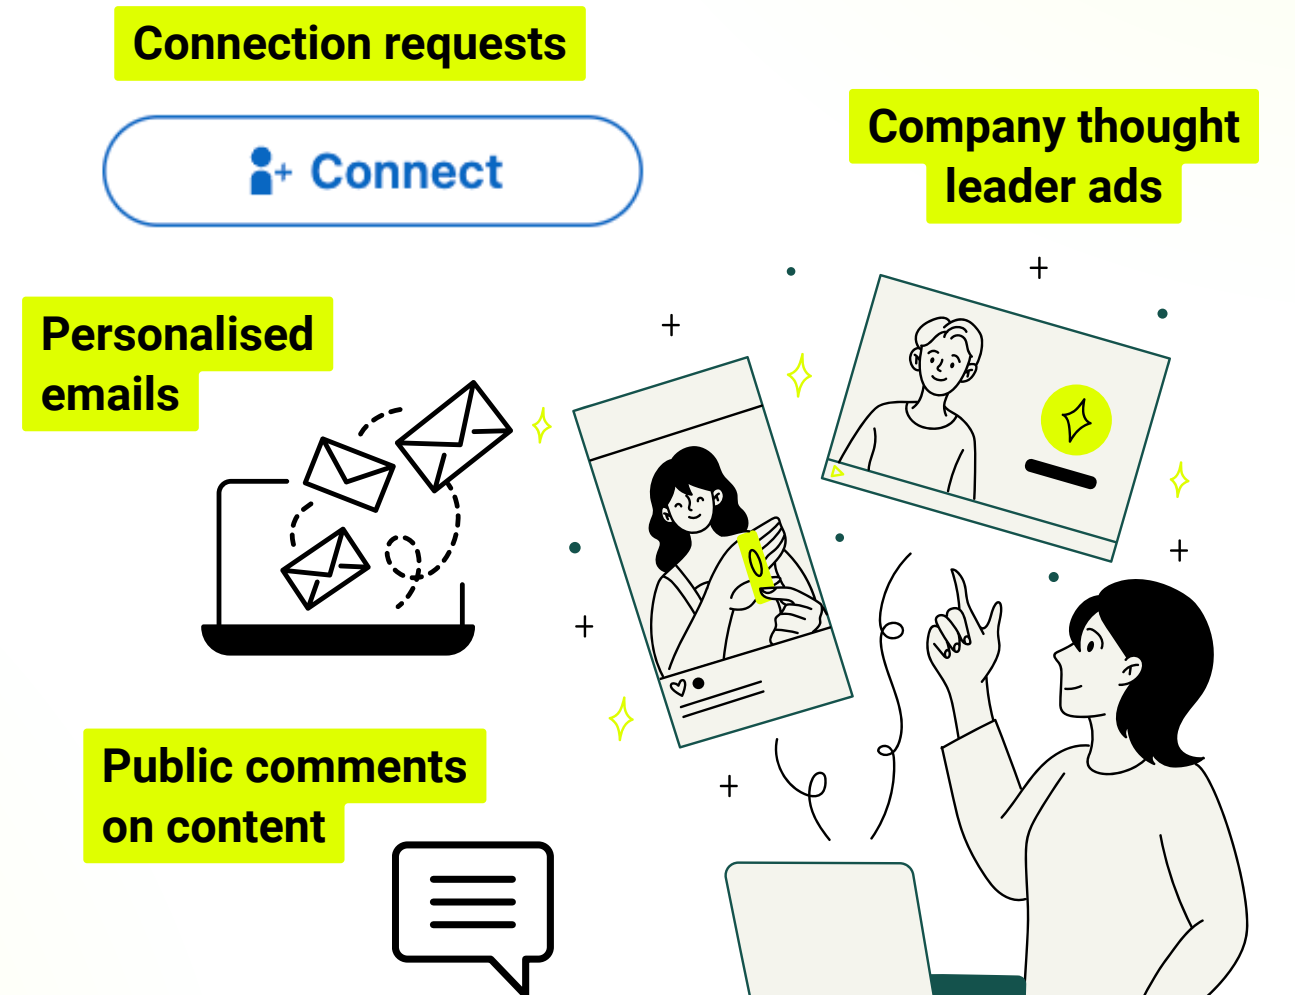 Connection requests
Connect
Company thought
leader ads
Personalised
emails
Public comments
on content